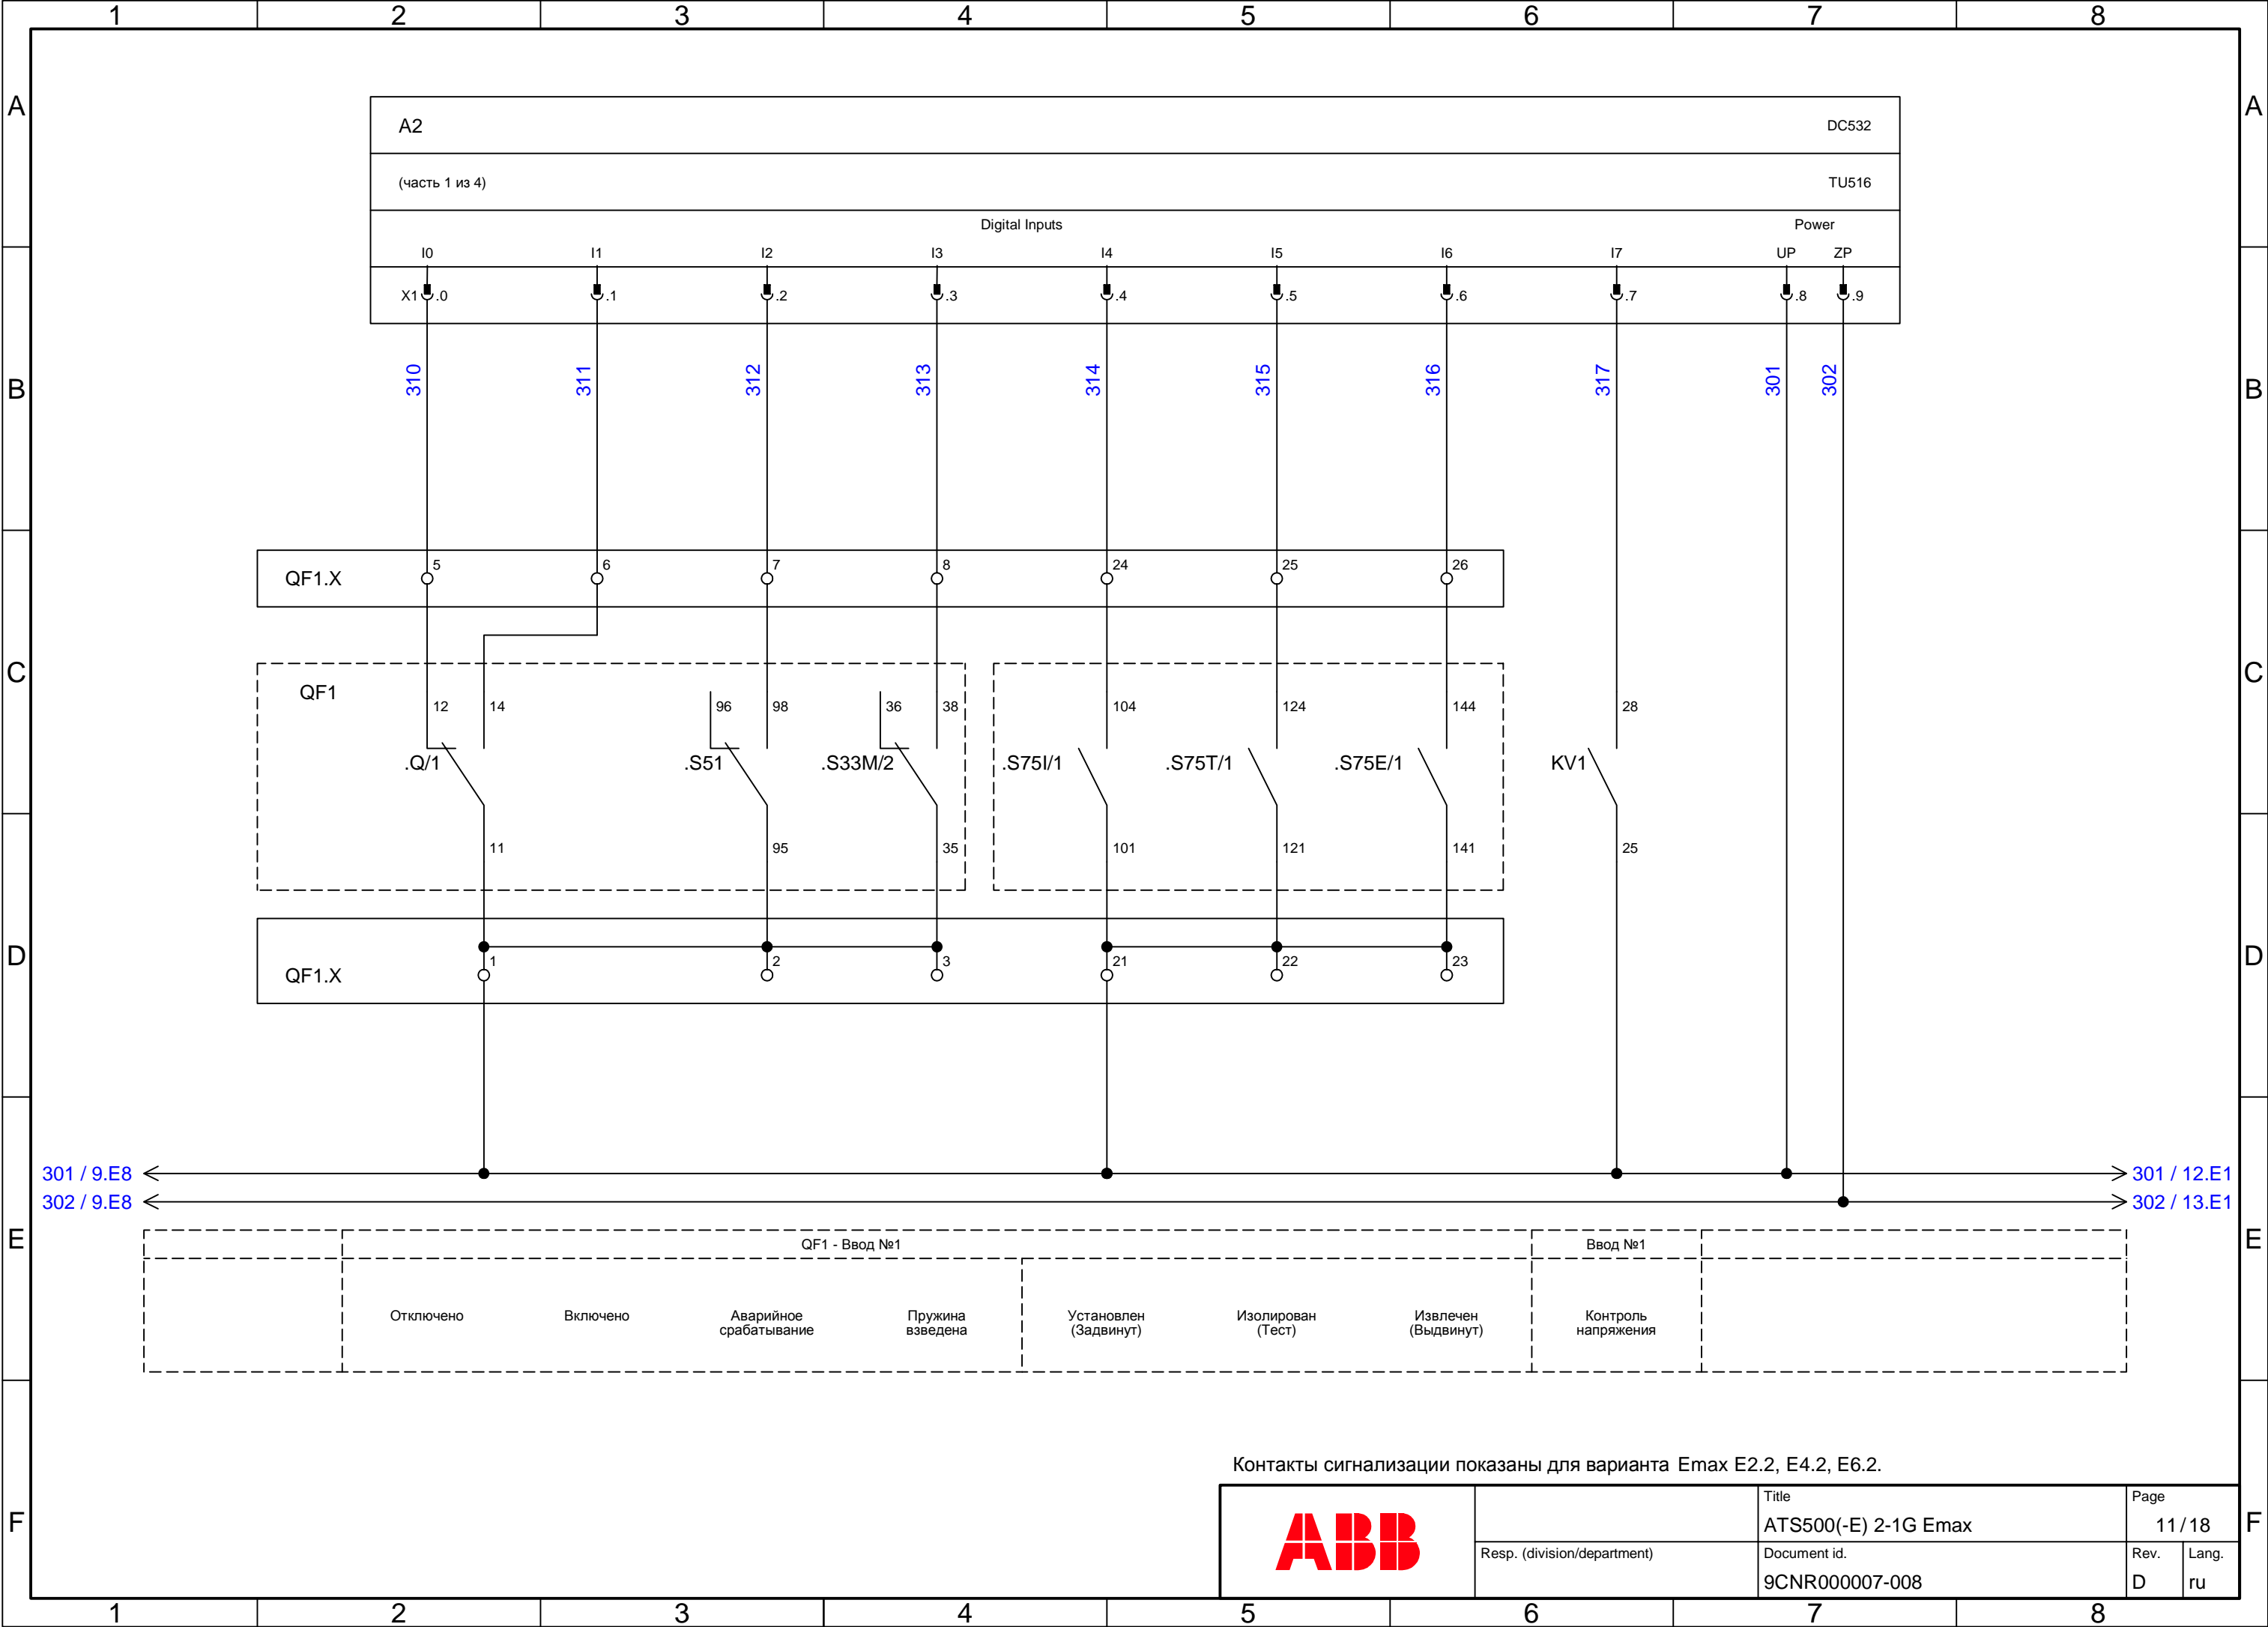 1 2 3 4 5 6 7 8
A A
A2 DC532
(часть 1 из 4) TU516
Digital Inputs Power
I0 I1 I2 I3 I4 I5 I6 I7 UP ZP
X1 .0 .1 .2 .3 .4 .5 .6 .7 .8 .9
310 311 312 313 314 315 316 317 301 302
B B
QF1.X 5 6 7 8 24 25 26
C C
QF1
12 14 96 98 36 38 104 124 144 28
.Q/1 .S51 .S33M/2 .S75I/1 .S75T/1 .S75E/1 KV1
11 95 35 101 121 141 25
D D
QF1.X 1 2 3 21 22 23
301 / 9.E8 301 / 12.E1
302 / 9.E8 302 / 13.E1
E E
QF1 - Ввод №1 Ввод №1
Отключено Включено Аварийное Пружина Установлен Изолирован Извлечен Контроль
срабатывание взведена (Задвинут) (Тест) (Выдвинут) напряжения
Контакты сигнализации показаны для варианта Emax E2.2, E4.2, E6.2.
F F
ABB
Title Page
ATS500(-E) 2-1G Emax 11/18
Resp. (division/department) Document id. Rev. Lang.
9CNR000007-008 D ru
1 2 3 4 5 6 7 8